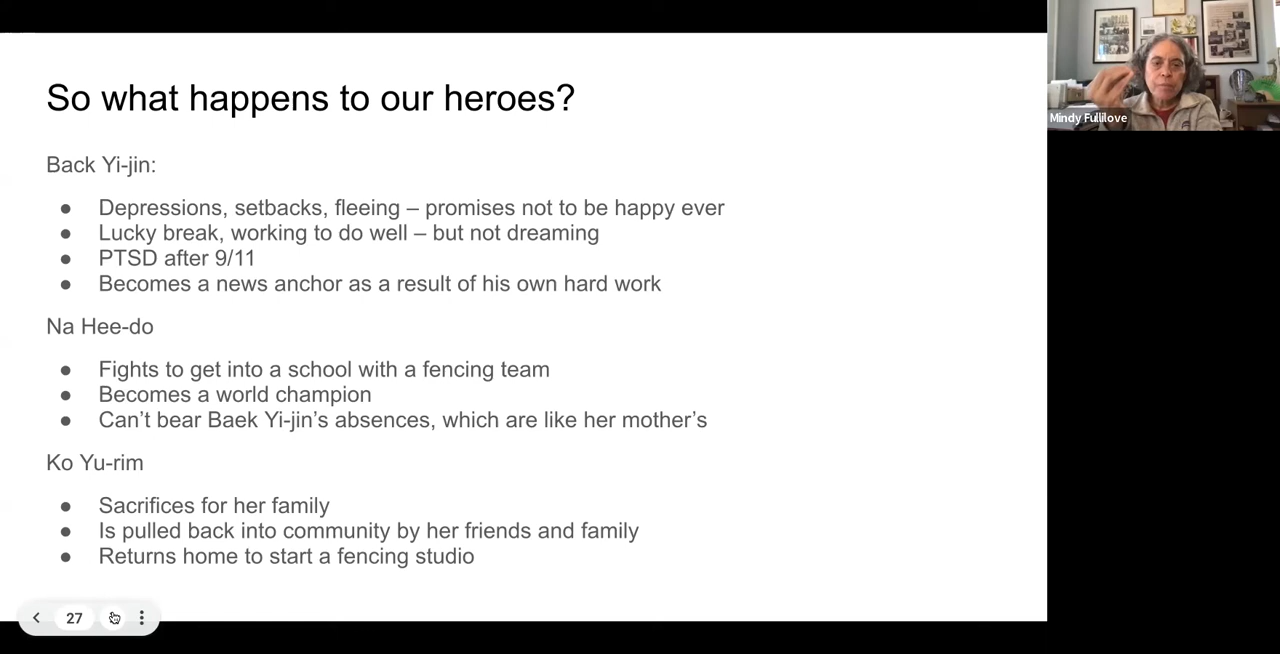 So what happens to our heroes?
Back Yi-jin:
● Depressions, setbacks, fleeing – promises not to be happy ever
● Lucky break, working to do well – but not dreaming
● PTSD after 9/11
● Becomes a news anchor as a result of his own hard work
Na Hee-do
● Fights to get into a school with a fencing team
● Becomes a world champion
● Can’t bear Baek Yi-jin’s absences, which are like her mother’s
Ko Yu-rim
● Sacrifices for her family
● Is pulled back into community by her friends and family
● Returns home to start a fencing studio
27
Mindy Fullilove